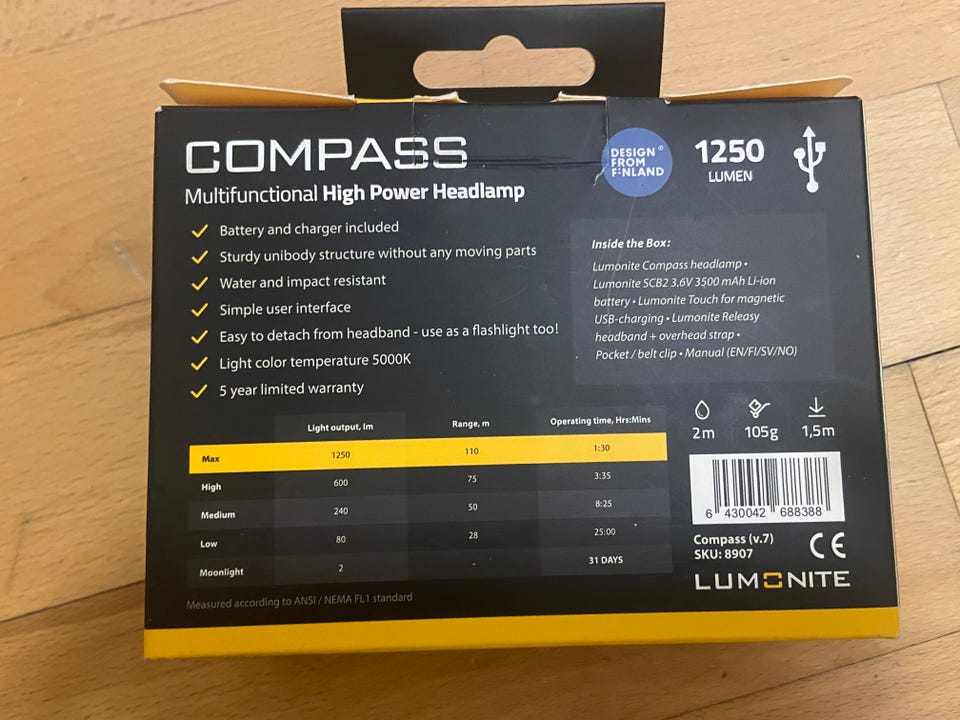 COMPASS
Multifunctional High Power Headlamp
DESIGN
FROM
FINLAND
1250
LUMEN
Battery and charger included
Sturdy unibody structure without any moving parts
Water and impact resistant
Simple user interface
Easy to detach from headband - use as a flashlight too!
Light color temperature 5000K
5 year limited warranty
Inside the Box:
Lumonite Compass headlamp •
Lumonite SCB2 3.6V 3500 mAh Li-ion
battery • Lumonite Touch for magnetic
USB-charging • Lumonite Releasy
headband + overhead strap •
Pocket / belt clip • Manual (EN/FI/SV/NO)
Light output, lm Range, m Operating time, Hrs:Mins
Max 1250 110 1:30
High 600 75 3:35
Medium 240 50 8:25
Low 80 28 25:00
Moonlight 2 - 31 DAYS
Measured according to ANSI / NEMA FL1 standard
2m 105g 1,5m
6 430042 688388
Compass (v.7)
SKU: 8907
CE
LUMONITE